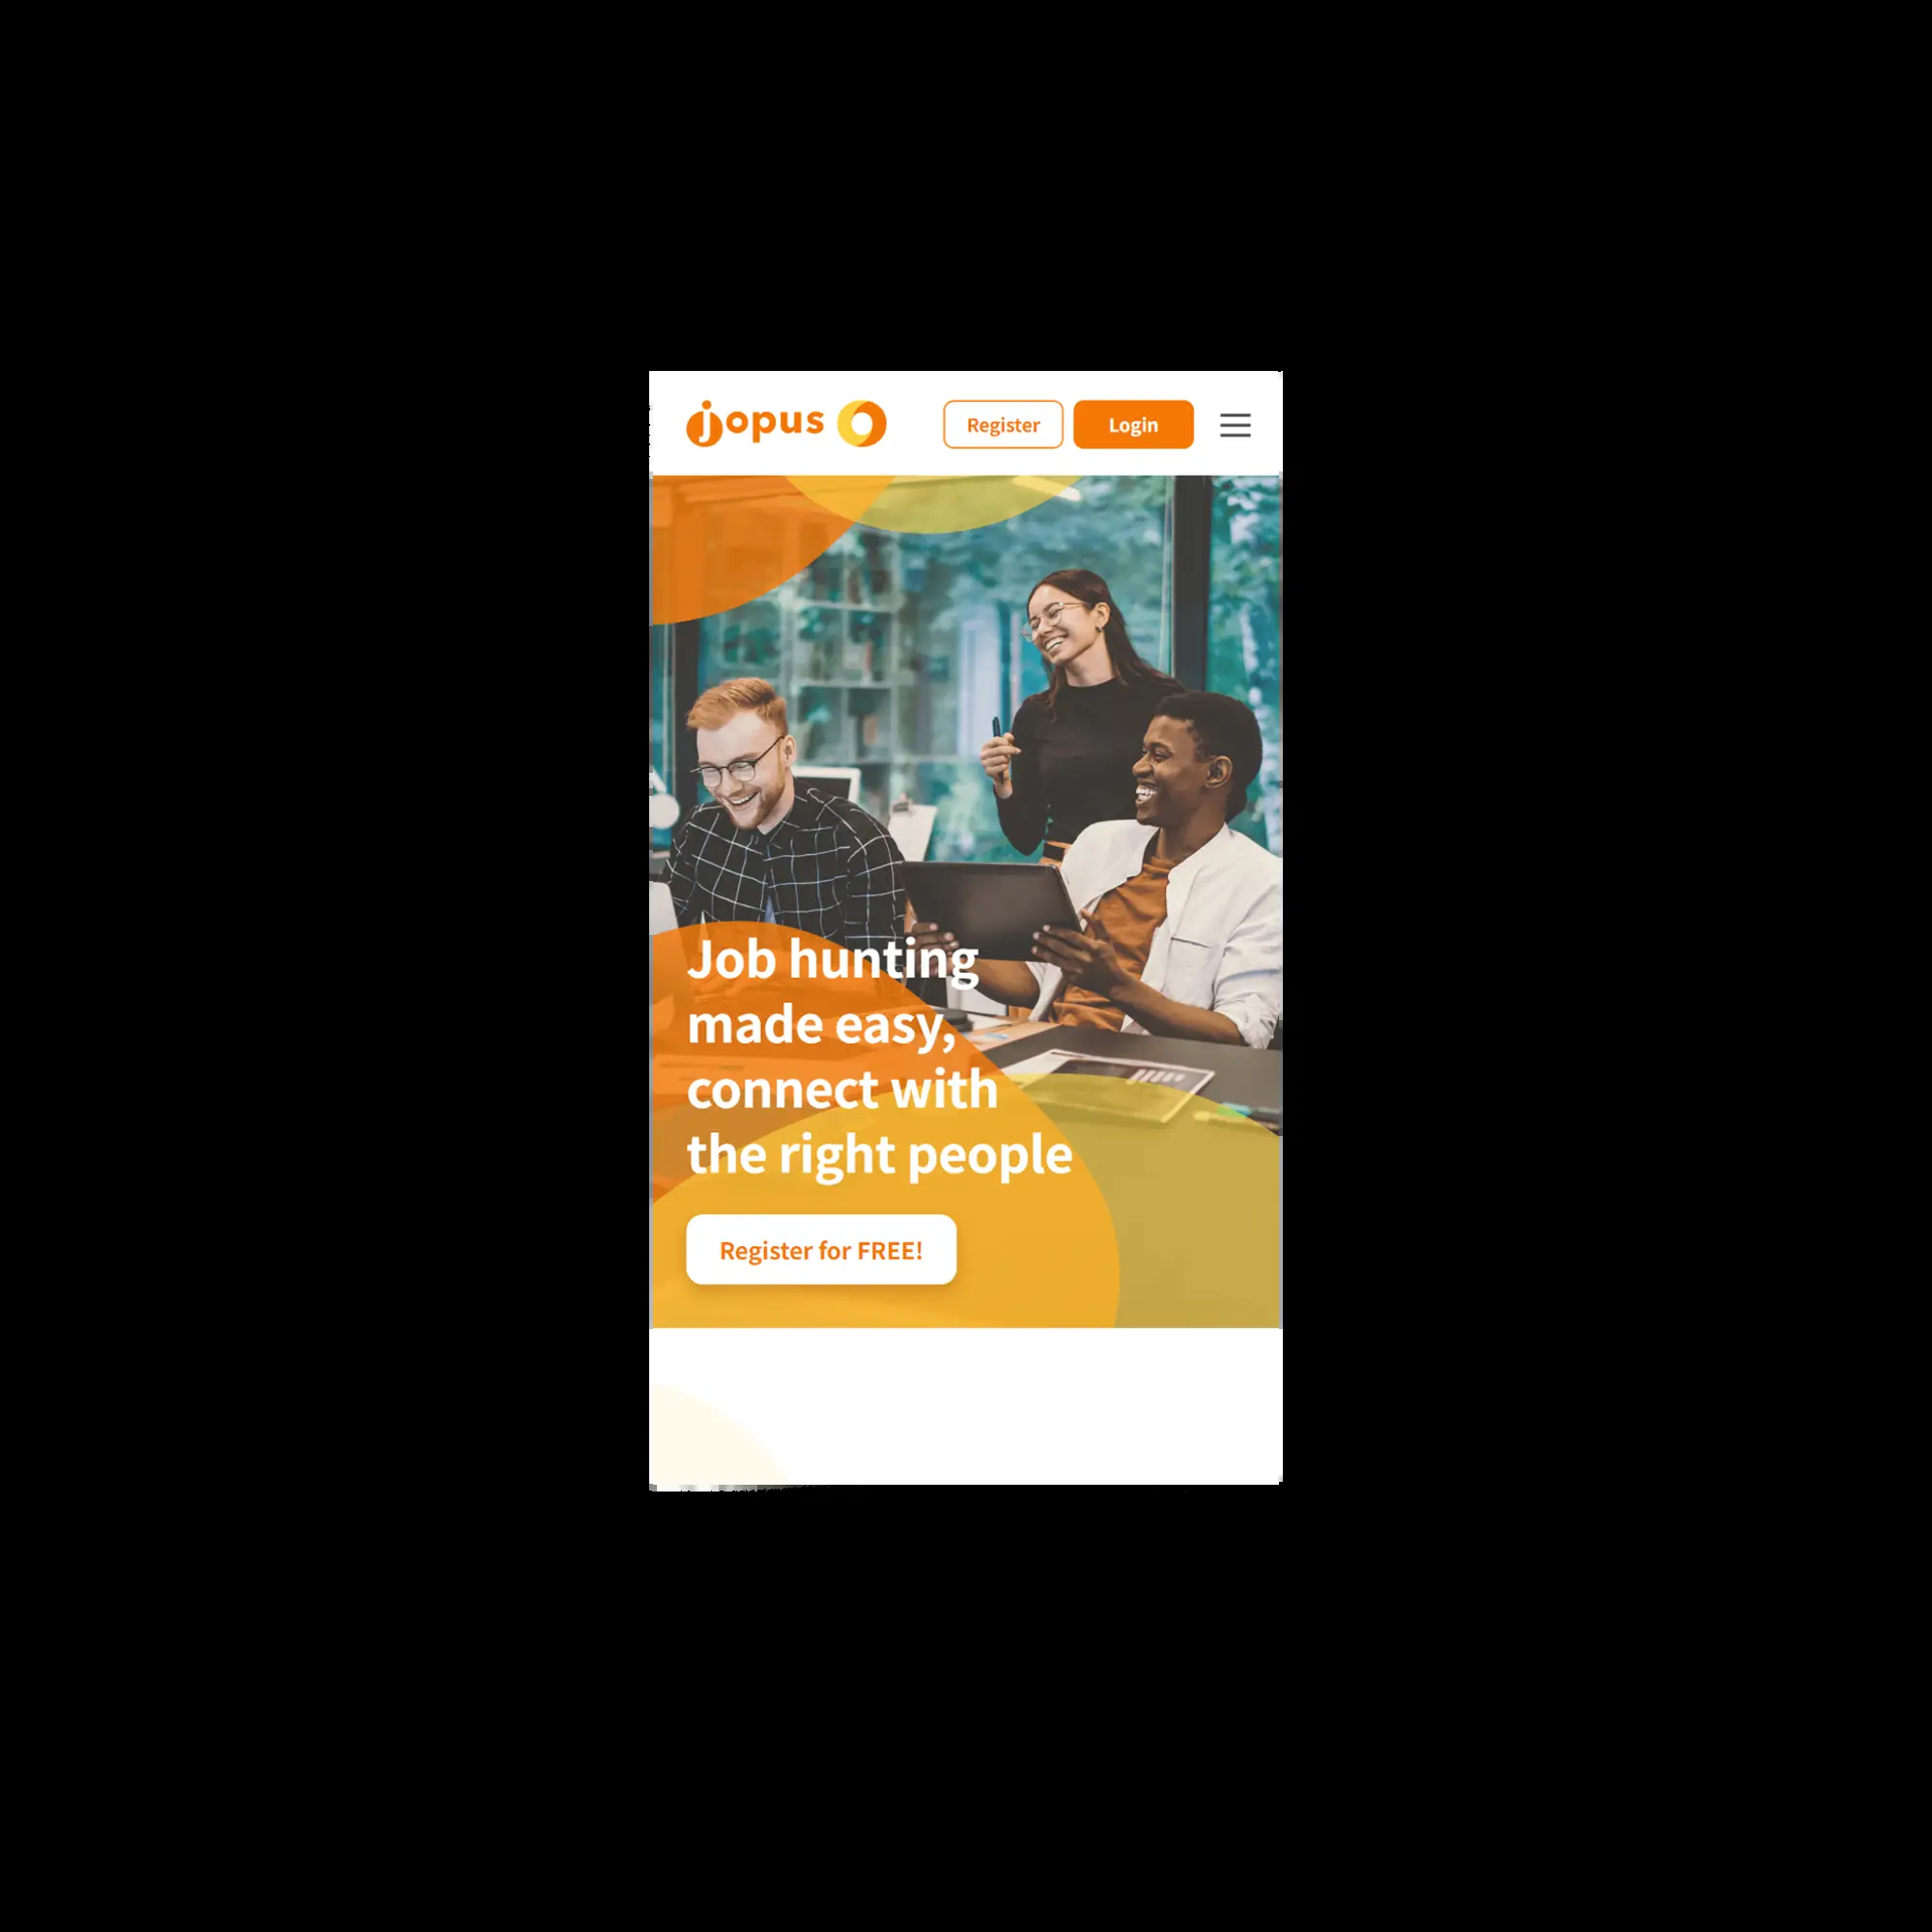 jopus
Register
Login
Job hunting
made easy,
connect with
the right people
Register for FREE!